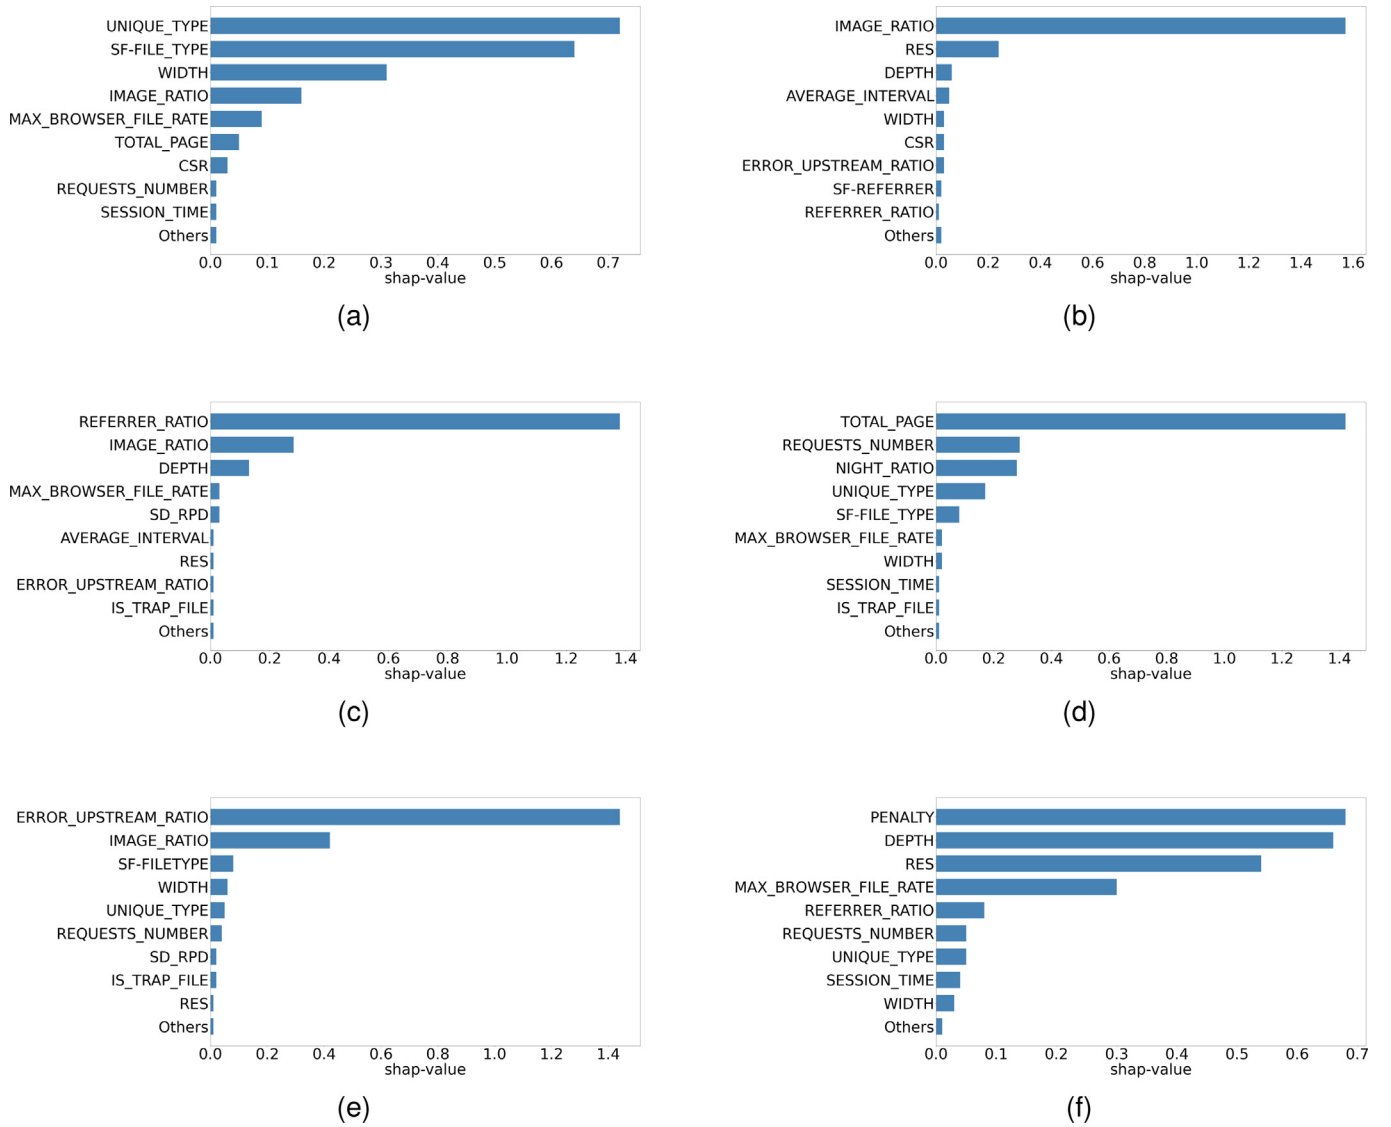 UNIQUE_TYPE
SF-FILE_TYPE
WIDTH
IMAGE_RATIO
MAX_BROWSER_FILE_RATE
TOTAL_PAGE
CSR
REQUESTS_NUMBER
SESSION_TIME
Others
0.0 0.1 0.2 0.3 0.4 0.5 0.6 0.7
shap-value
(a)
IMAGE_RATIO
RES
DEPTH
AVERAGE_INTERVAL
WIDTH
CSR
ERROR_UPSTREAM_RATIO
SF-REFERRER
REFERRER_RATIO
Others
0.0 0.2 0.4 0.6 0.8 1.0 1.2 1.4 1.6
shap-value
(b)
REFERRER_RATIO
IMAGE_RATIO
DEPTH
MAX_BROWSER_FILE_RATE
SD_RPD
AVERAGE_INTERVAL
RES
ERROR_UPSTREAM_RATIO
IS_TRAP_FILE
Others
0.0 0.2 0.4 0.6 0.8 1.0 1.2 1.4
shap-value
(c)
TOTAL_PAGE
REQUESTS_NUMBER
NIGHT_RATIO
UNIQUE_TYPE
SF-FILE_TYPE
MAX_BROWSER_FILE_RATE
WIDTH
SESSION_TIME
IS_TRAP_FILE
Others
0.0 0.2 0.4 0.6 0.8 1.0 1.2 1.4
shap-value
(d)
ERROR_UPSTREAM_RATIO
IMAGE_RATIO
SF-FILETYPE
WIDTH
UNIQUE_TYPE
REQUESTS_NUMBER
SD_RPD
IS_TRAP_FILE
RES
Others
0.0 0.2 0.4 0.6 0.8 1.0 1.2 1.4
shap-value
(e)
PENALTY
DEPTH
RES
MAX_BROWSER_FILE_RATE
REFERRER_RATIO
REQUESTS_NUMBER
UNIQUE_TYPE
SESSION_TIME
WIDTH
Others
0.0 0.1 0.2 0.3 0.4 0.5 0.6 0.7
shap-value
(f)